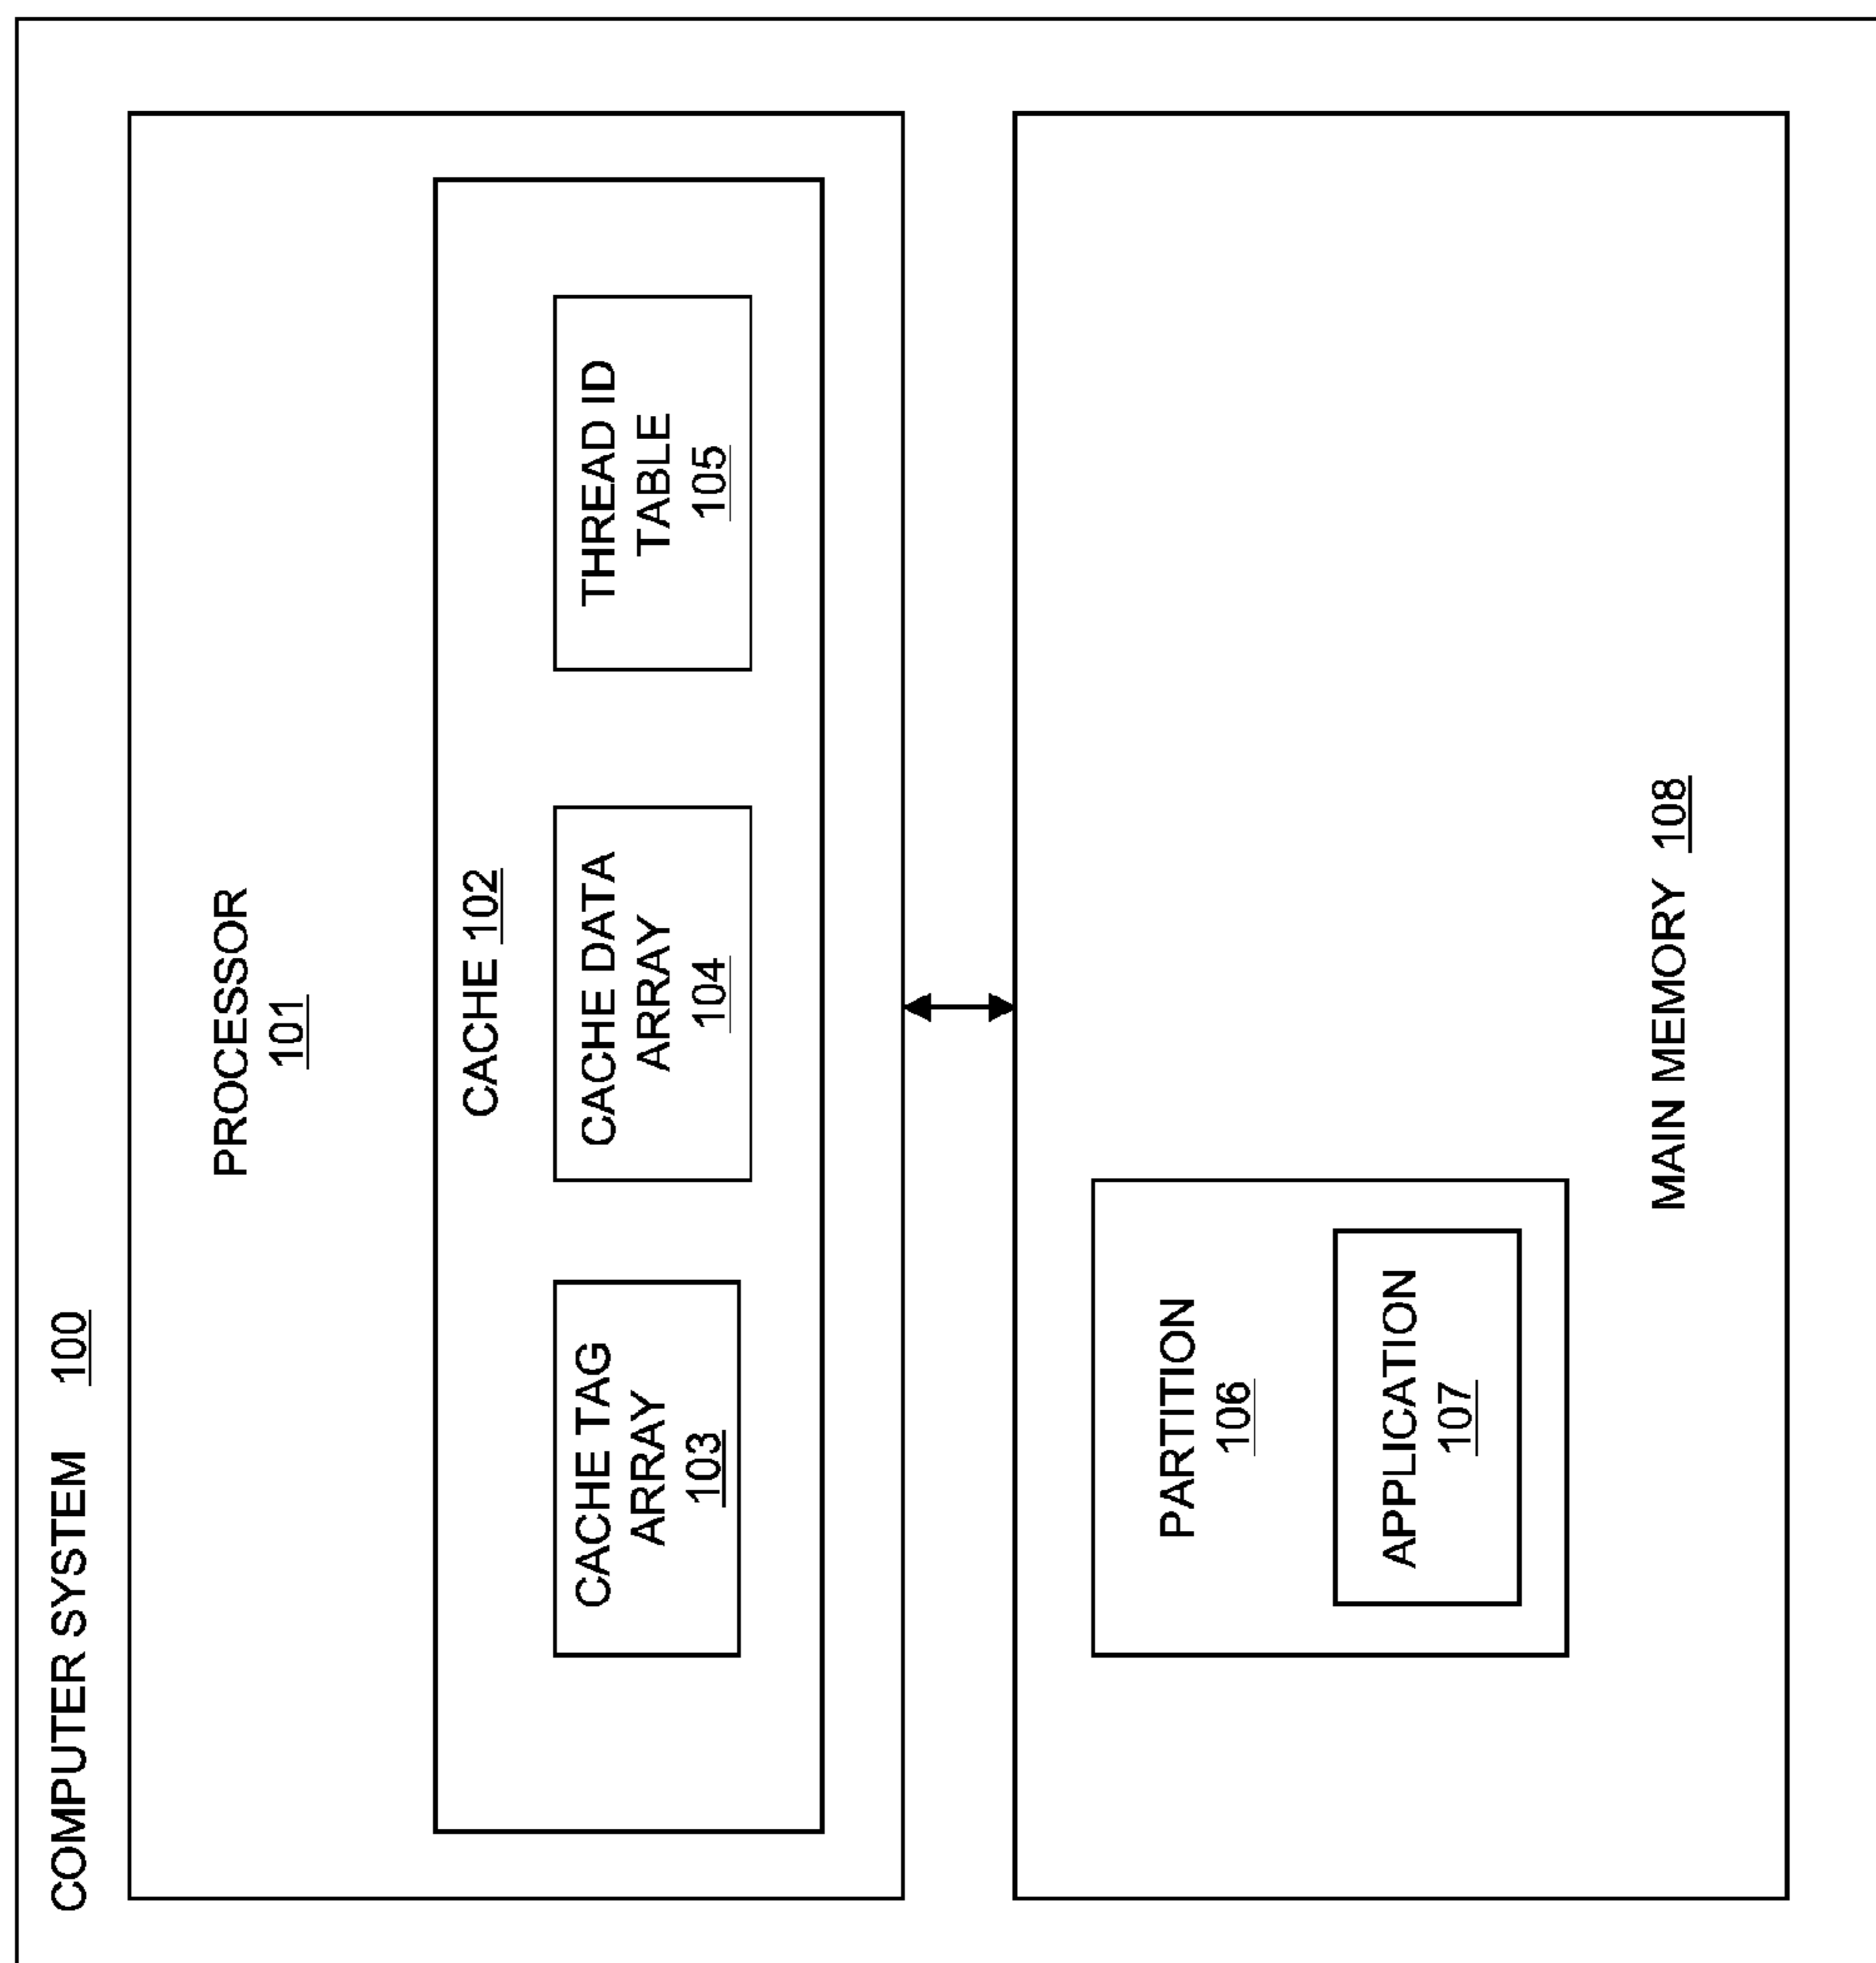 COMPUTER SYSTEM 100
PROCESSOR
101
CACHE 102
CACHE TAG
ARRAY
103
CACHE DATA
ARRAY
104
THREAD ID
TABLE
105
PARTITION
106
APPLICATION
107
MAIN MEMORY 108